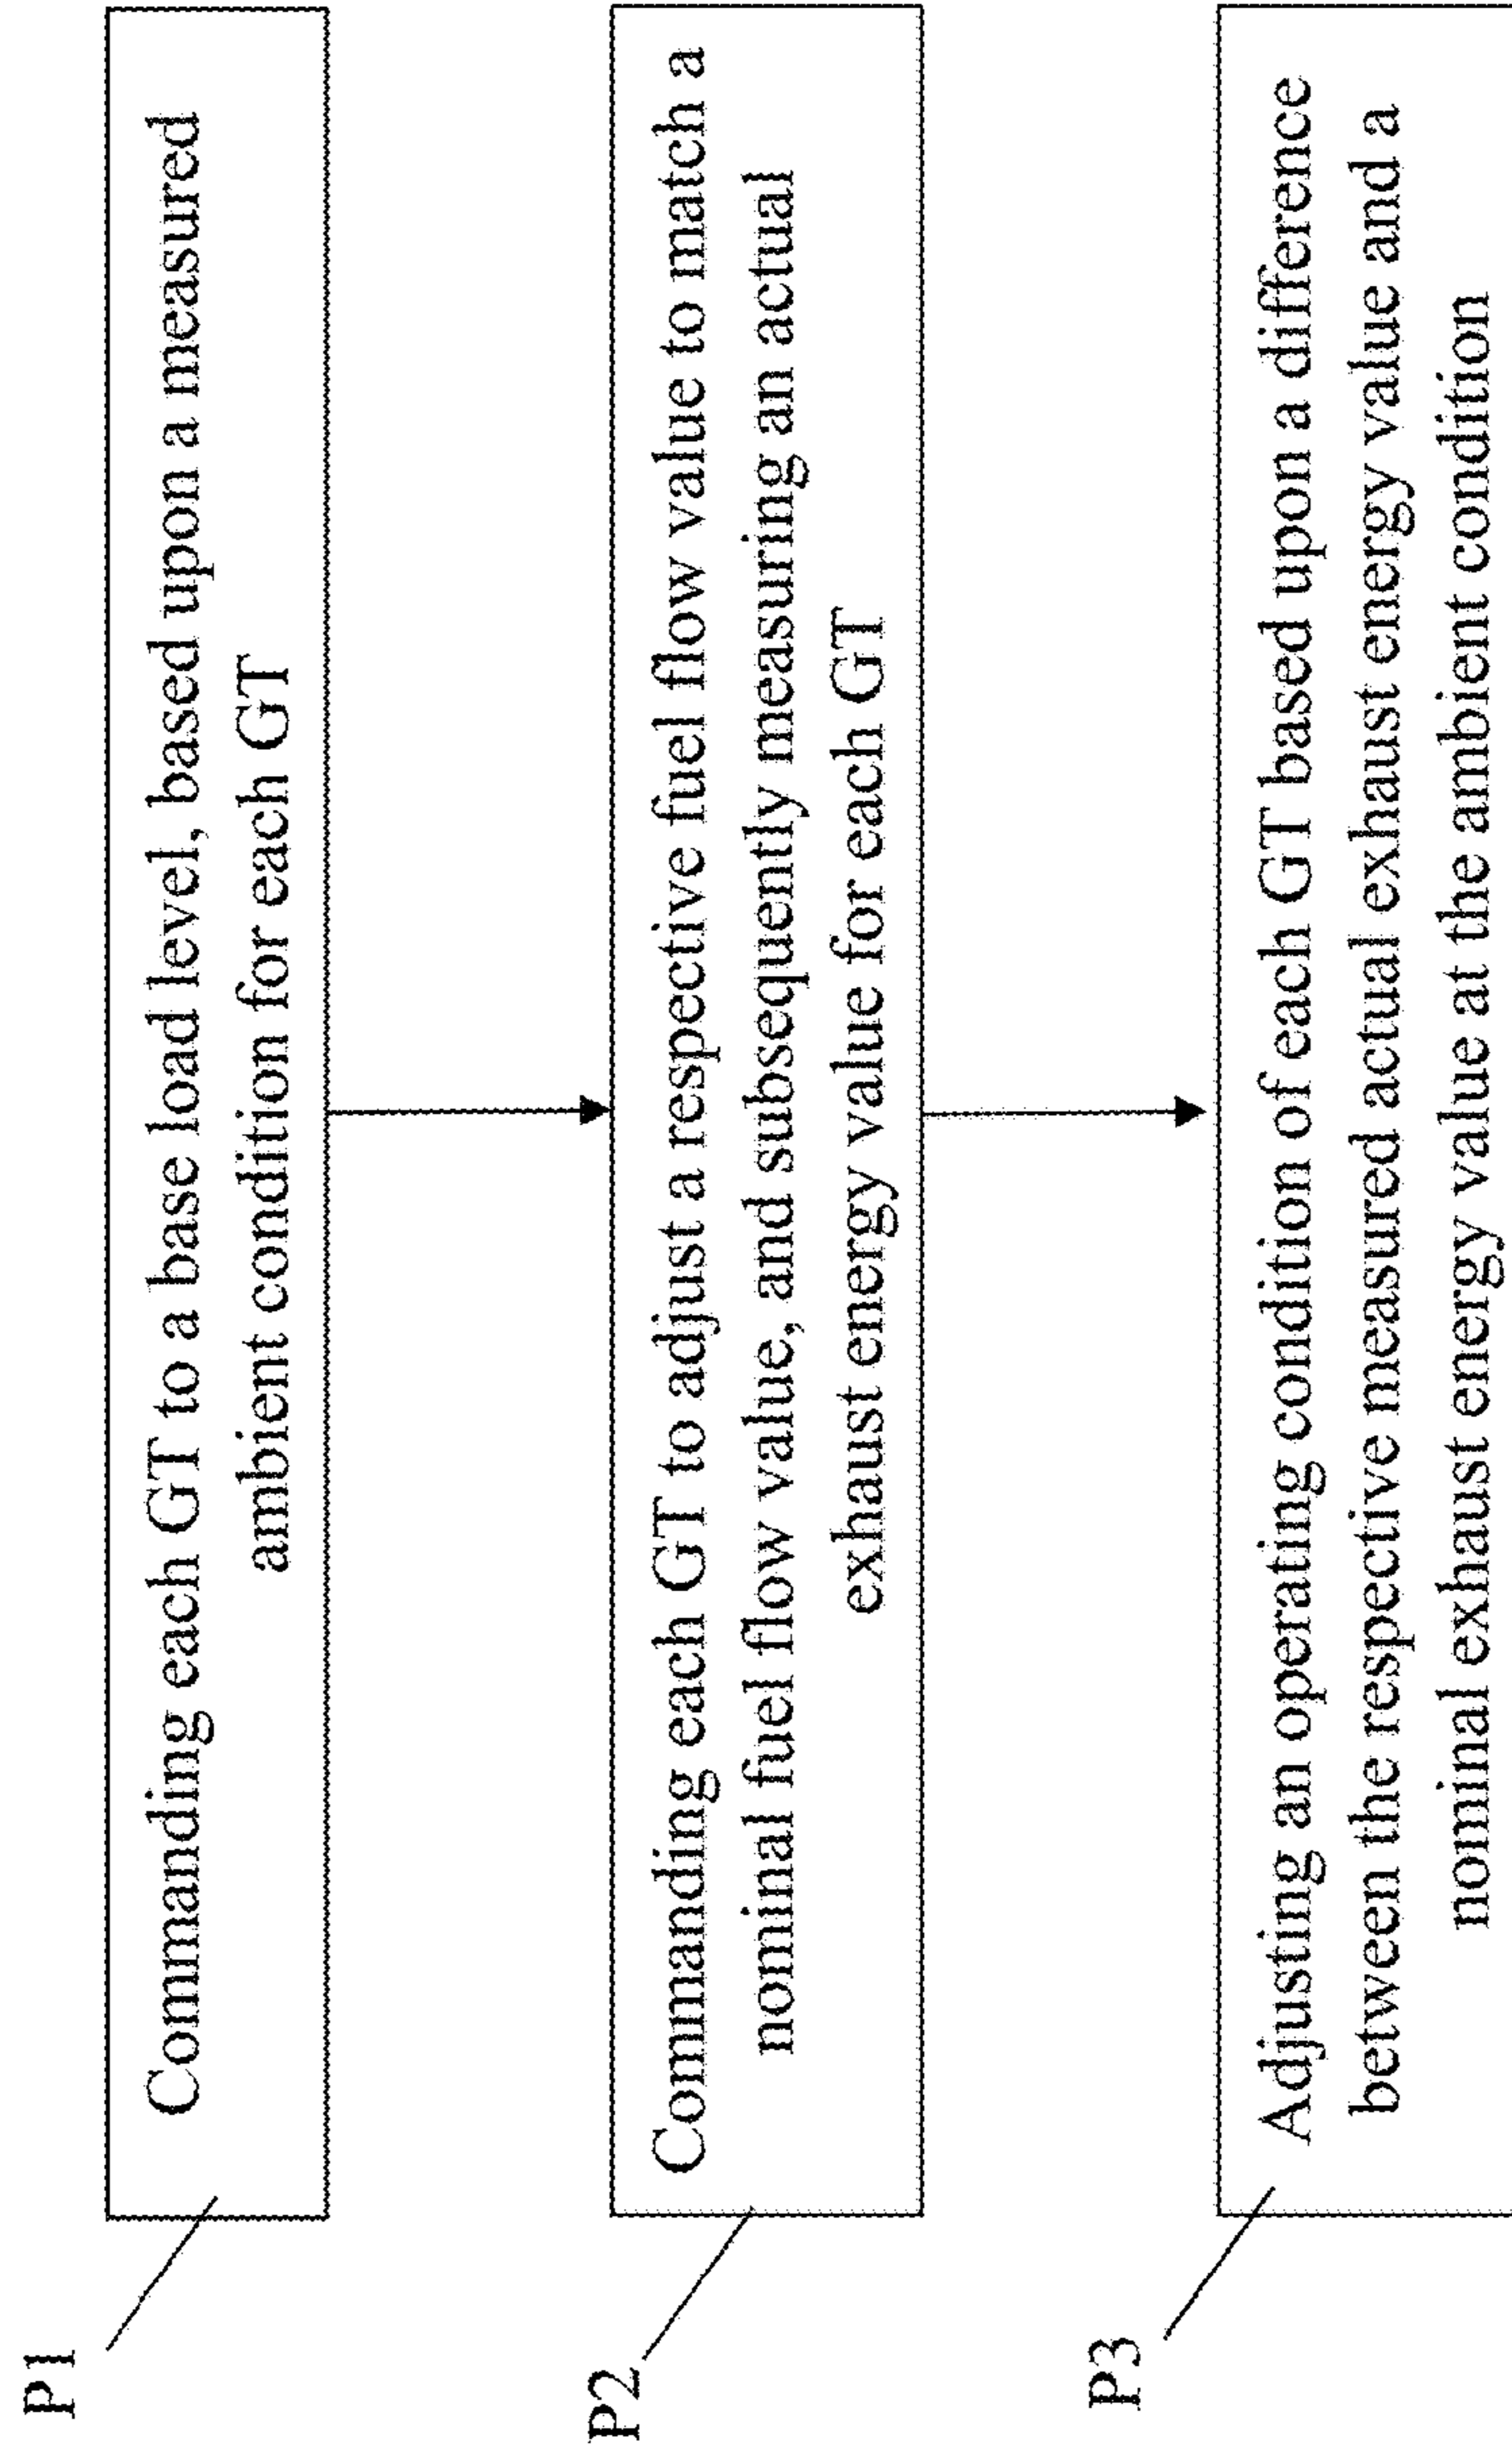 P1
Commanding each GT to a base load level, based upon a measured
ambient condition for each GT
P2
Commanding each GT to adjust a respective fuel flow value to match a
nominal fuel flow value, and subsequently measuring an actual
exhaust energy value for each GT
P3
Adjusting an operating condition of each GT based upon a difference
between the respective measured actual exhaust energy value and a
nominal exhaust energy value at the ambient condition